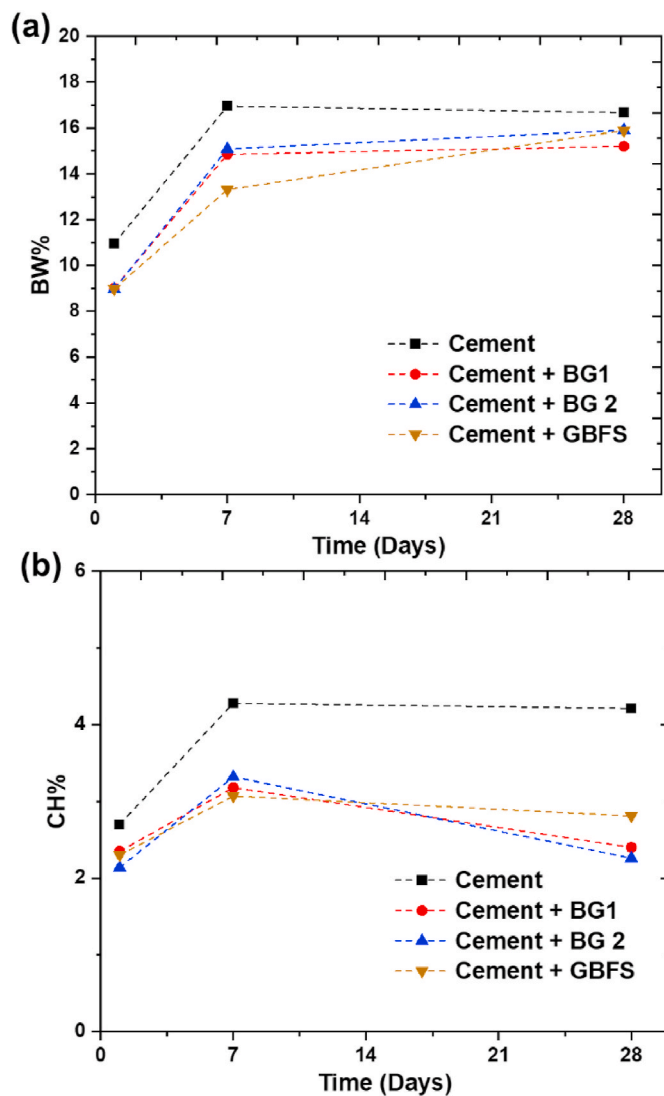 (a)
20
18
16
14
12
10
8
6
4
2
0
BW%
Cement
Cement + BG1
Cement + BG 2
Cement + GBFS
0 7 14 21 28
Time (Days)
(b)
6
4
2
0
CH%
Cement
Cement + BG1
Cement + BG 2
Cement + GBFS
0 7 14 21 28
Time (Days)